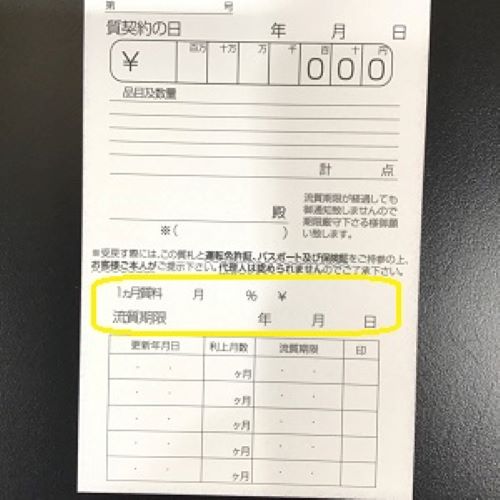 第　　　号
質契約の日　　　年　　月　　日
¥　百万　十万　万　千　百　十　円
000
品目及数量
計　　点
殿
※(　　　)
流質期限が経過しても
御通知致しませんので
期限厳守下さる様御願
い致します。
※受戻す際には、この質札と運転免許証、パスポート及び保険証をご持参の上、
お客様ご本人がご提示下さい。代理人は認められませんのでご了承下さい。
1ヵ月質料　月　　%　¥
流質期限　　　年　　月　　日
更新年月日　利上月数　流質期限　印
・　・　ヶ月　・　・
・　・　ヶ月　・　・
・　・　ヶ月　・　・
・　・　ヶ月　・　・
・　・　ヶ月　・　・